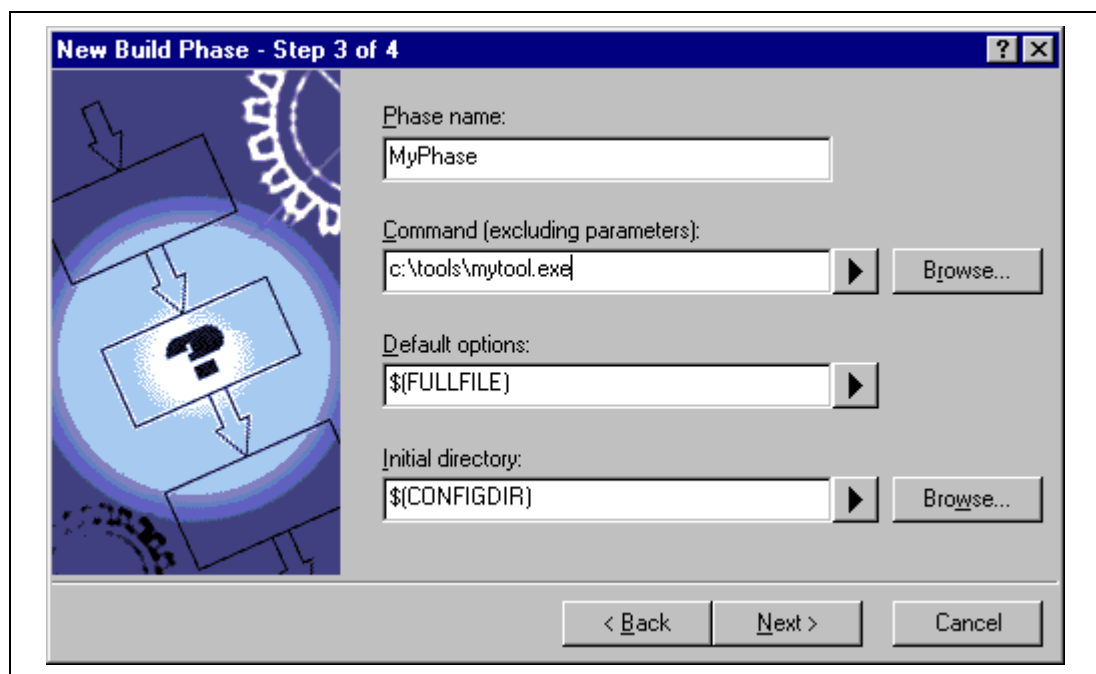 New Build Phase - Step 3 of 4
Phase name:
MyPhase
Command (excluding parameters):
c:\tools\mytool.exe
Browse...
Default options:
$(FULLFILE)
Initial directory:
$(CONFIGDIR)
Browse...
< Back
Next >
Cancel